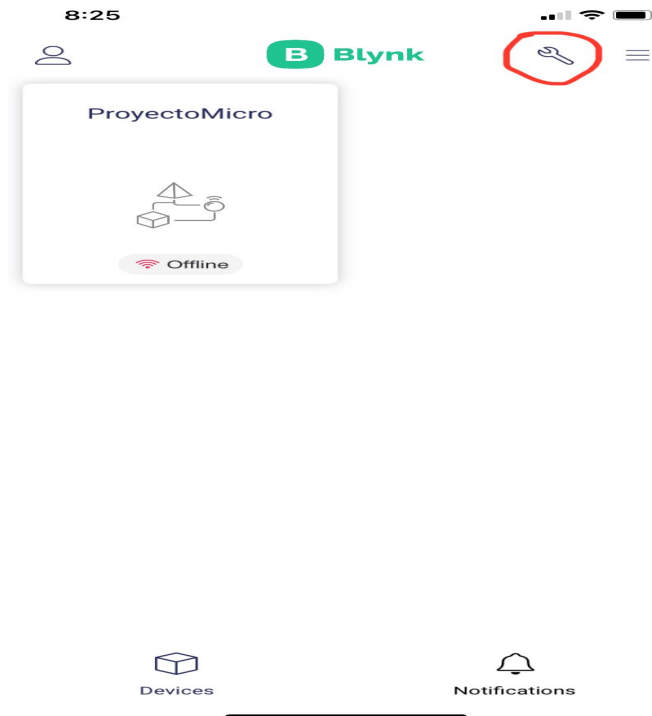 8:25
B Blynk
ProyectoMicro
Offline
Devices
Notifications